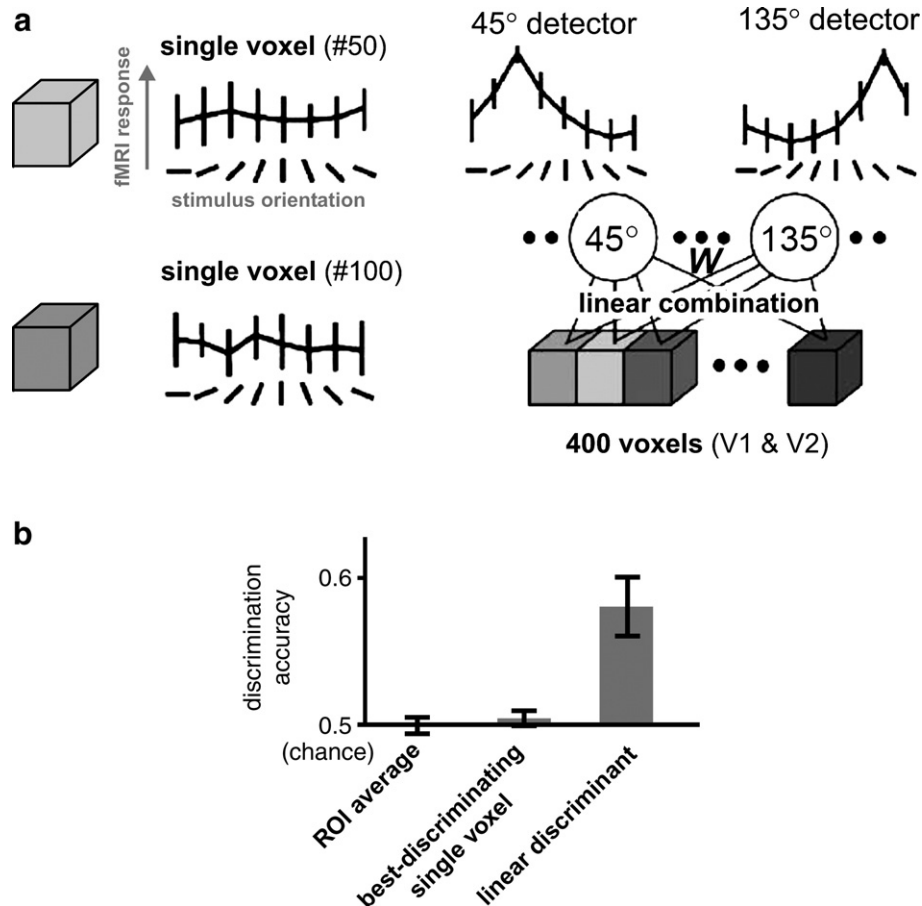 a
single voxel (#50)
fMRI response
stimulus orientation
single voxel (#100)
45° detector
135° detector
45°
135°
W
linear combination
400 voxels (V1 & V2)
b
discrimination
accuracy
0.6
0.5
(chance)
ROI average
best-discriminating
single voxel
linear discriminant